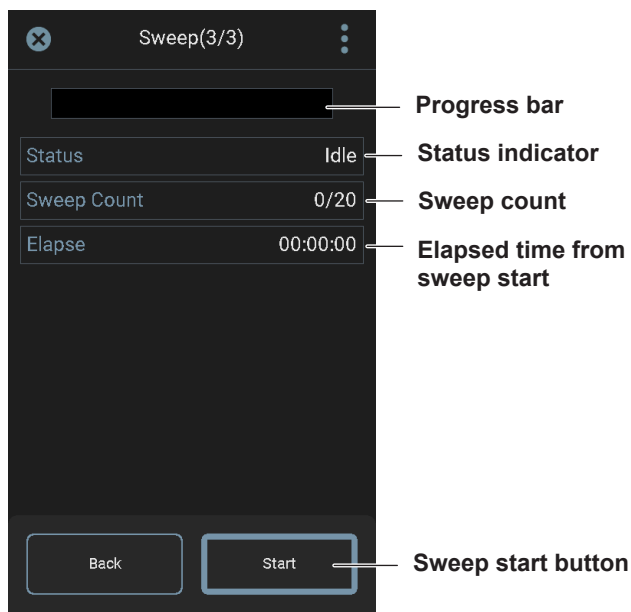 Sweep(3/3)
Progress bar
Status Idle
Status indicator
Sweep Count 0/20
Sweep count
Elapse 00:00:00
Elapsed time from
sweep start
Back
Start
Sweep start button